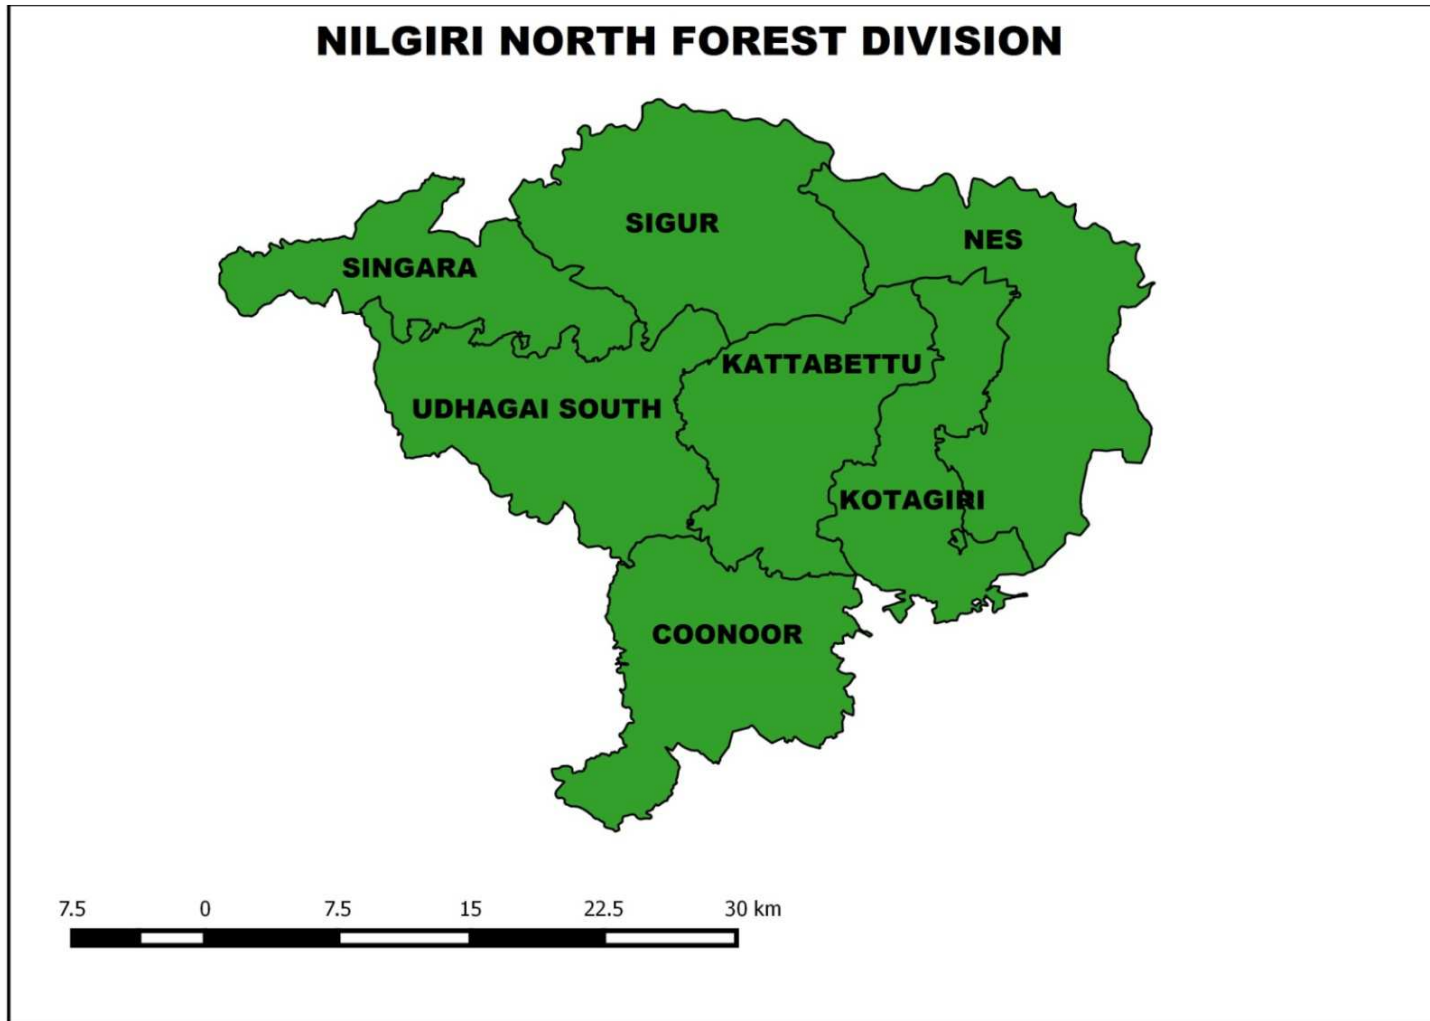 NILGIRI NORTH FOREST DIVISION
SIGUR
NES
SINGARA
KATTABETTU
UDHAGAI SOUTH
KOTAGIRI
COONOOR
7.5 0 7.5 15 22.5 30 km